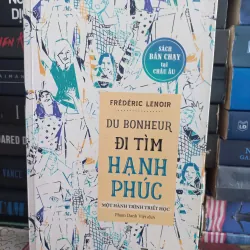 SÁCH
BÁN CHẠY
TẠI
CHÂU ÂU
FRÉDÉRIC LENOIR
DU BONHEUR
ĐI TÌM
HẠNH
PHÚC
MỘT HÀNH TRÌNH TRIẾT HỌC